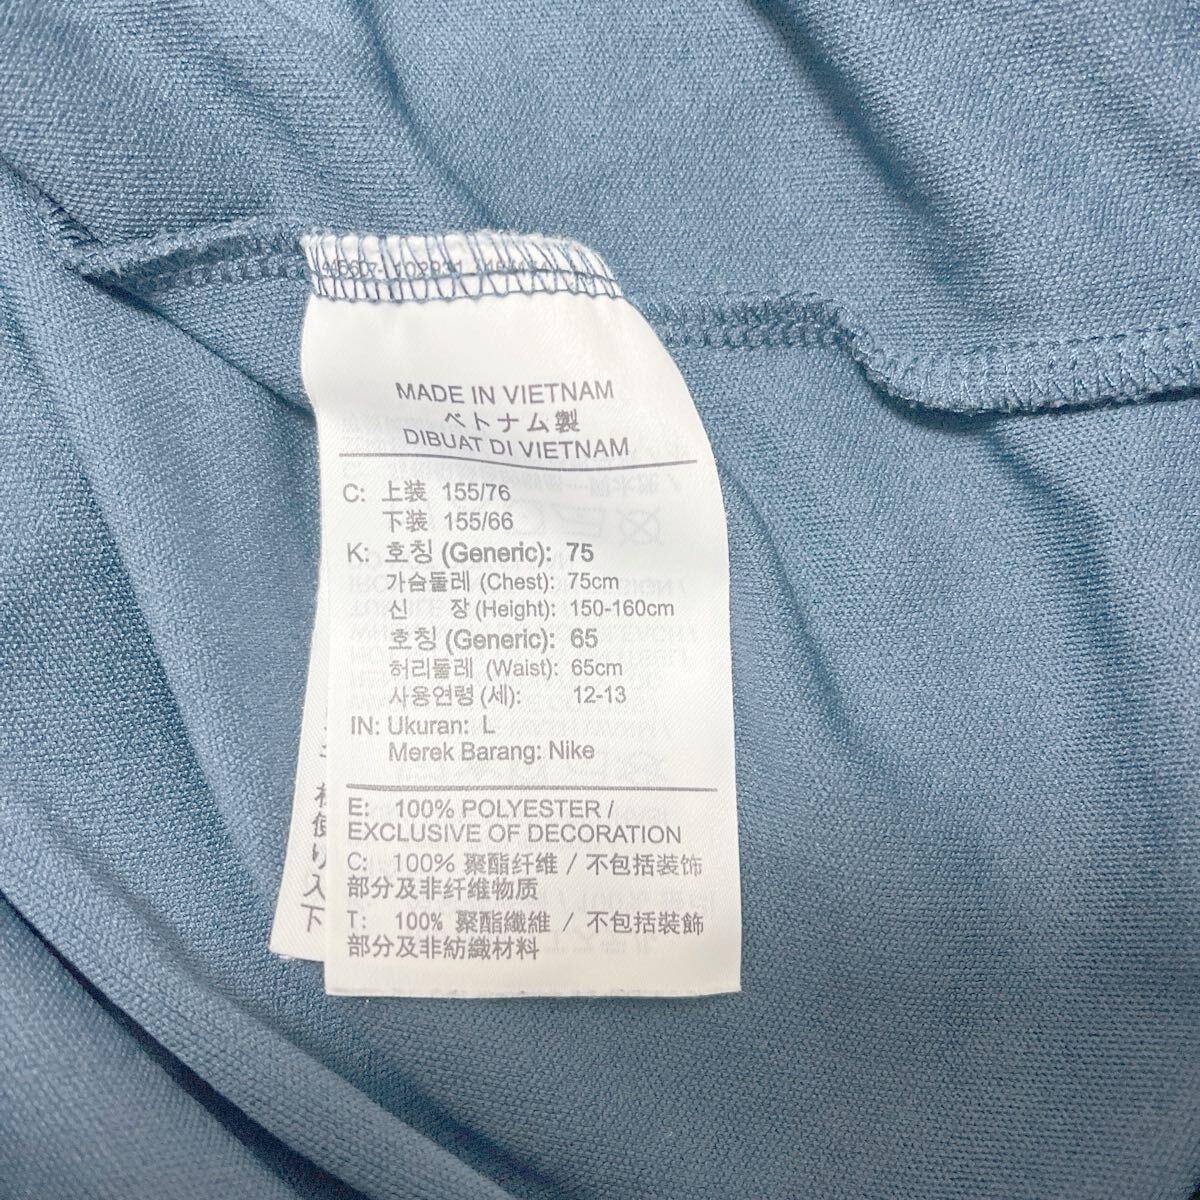 MADE IN VIETNAM
ベトナム製
DIBUAT DI VIETNAM
C: 上装 155/76
下装 155/66
K: 호칭 (Generic): 75
가슴둘레 (Chest): 75cm
신 장 (Height): 150-160cm
호칭 (Generic): 65
허리둘레 (Waist): 65cm
사용연령 (세): 12-13
IN: Ukuran: L
Merek Barang: Nike
E: 100% POLYESTER /
EXCLUSIVE OF DECORATION
C: 100% 聚酯纤维 / 不包括装饰
部分及非纤维物质
T: 100% 聚酯纖維 / 不包括裝飾
部分及非紡織材料
使
り
入
下